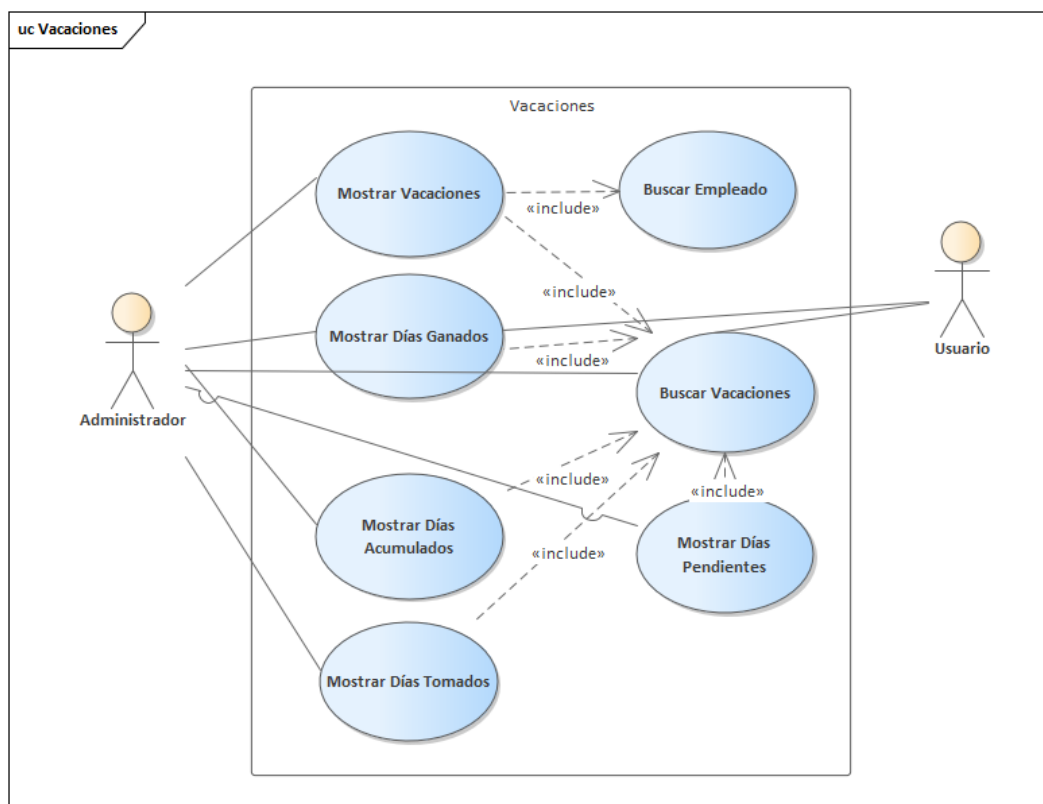 uc Vacaciones
Vacaciones
Mostrar Vacaciones
Buscar Empleado
«include»
«include»
Mostrar Días Ganados
«include»
Usuario
Buscar Vacaciones
Administrador
«include»
«include»
Mostrar Días
Acumulados
«include»
Mostrar Días
Pendientes
Mostrar Días Tomados